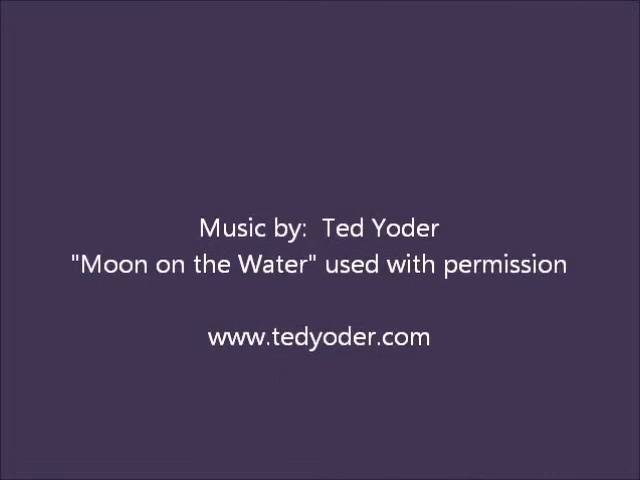 Music by:  Ted Yoder
"Moon on the Water" used with permission
www.tedyoder.com